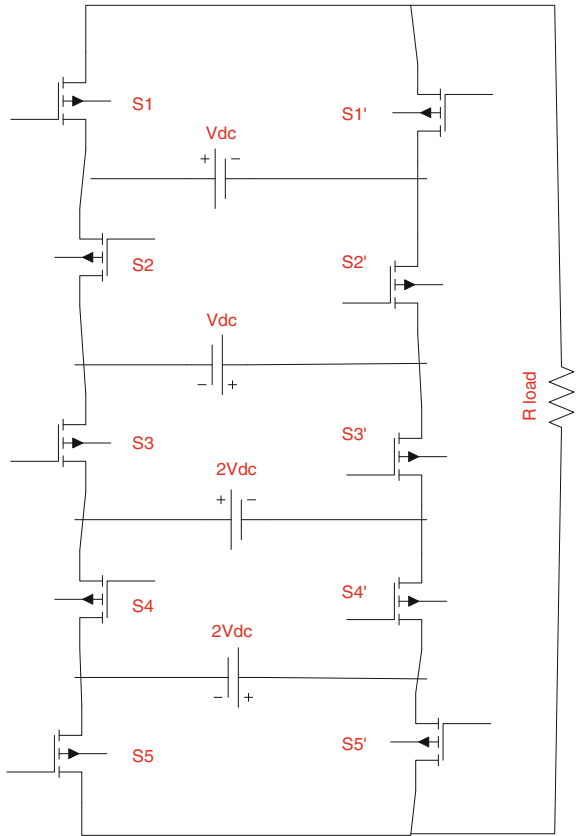 S1
S1'
Vdc
+ −
S2
S2'
Vdc
− +
R load
S3
S3'
2Vdc
+ −
S4
S4'
2Vdc
− +
S5
S5'